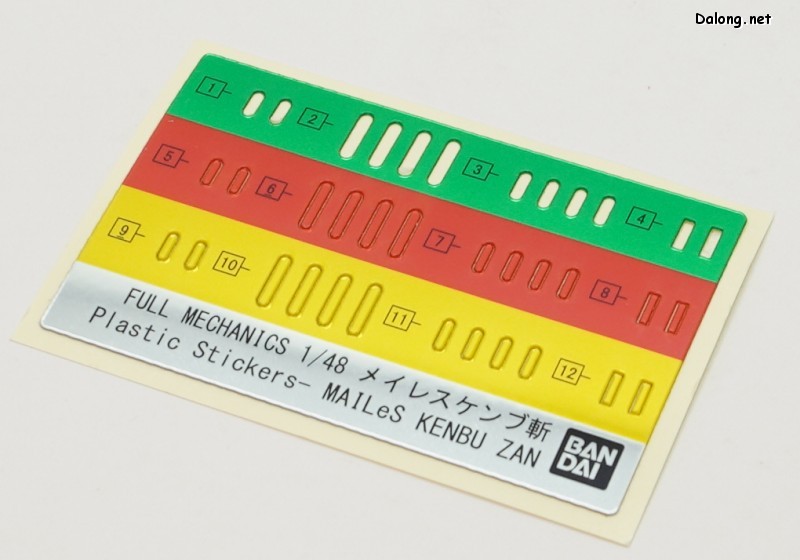 Dalong.net
1 2 3 4
5 6 7 8
9 10 11 12
FULL MECHANICS 1/48 メイレスケンブ斬
Plastic Stickers- MAILeS KENBU ZAN
BAN
DAI